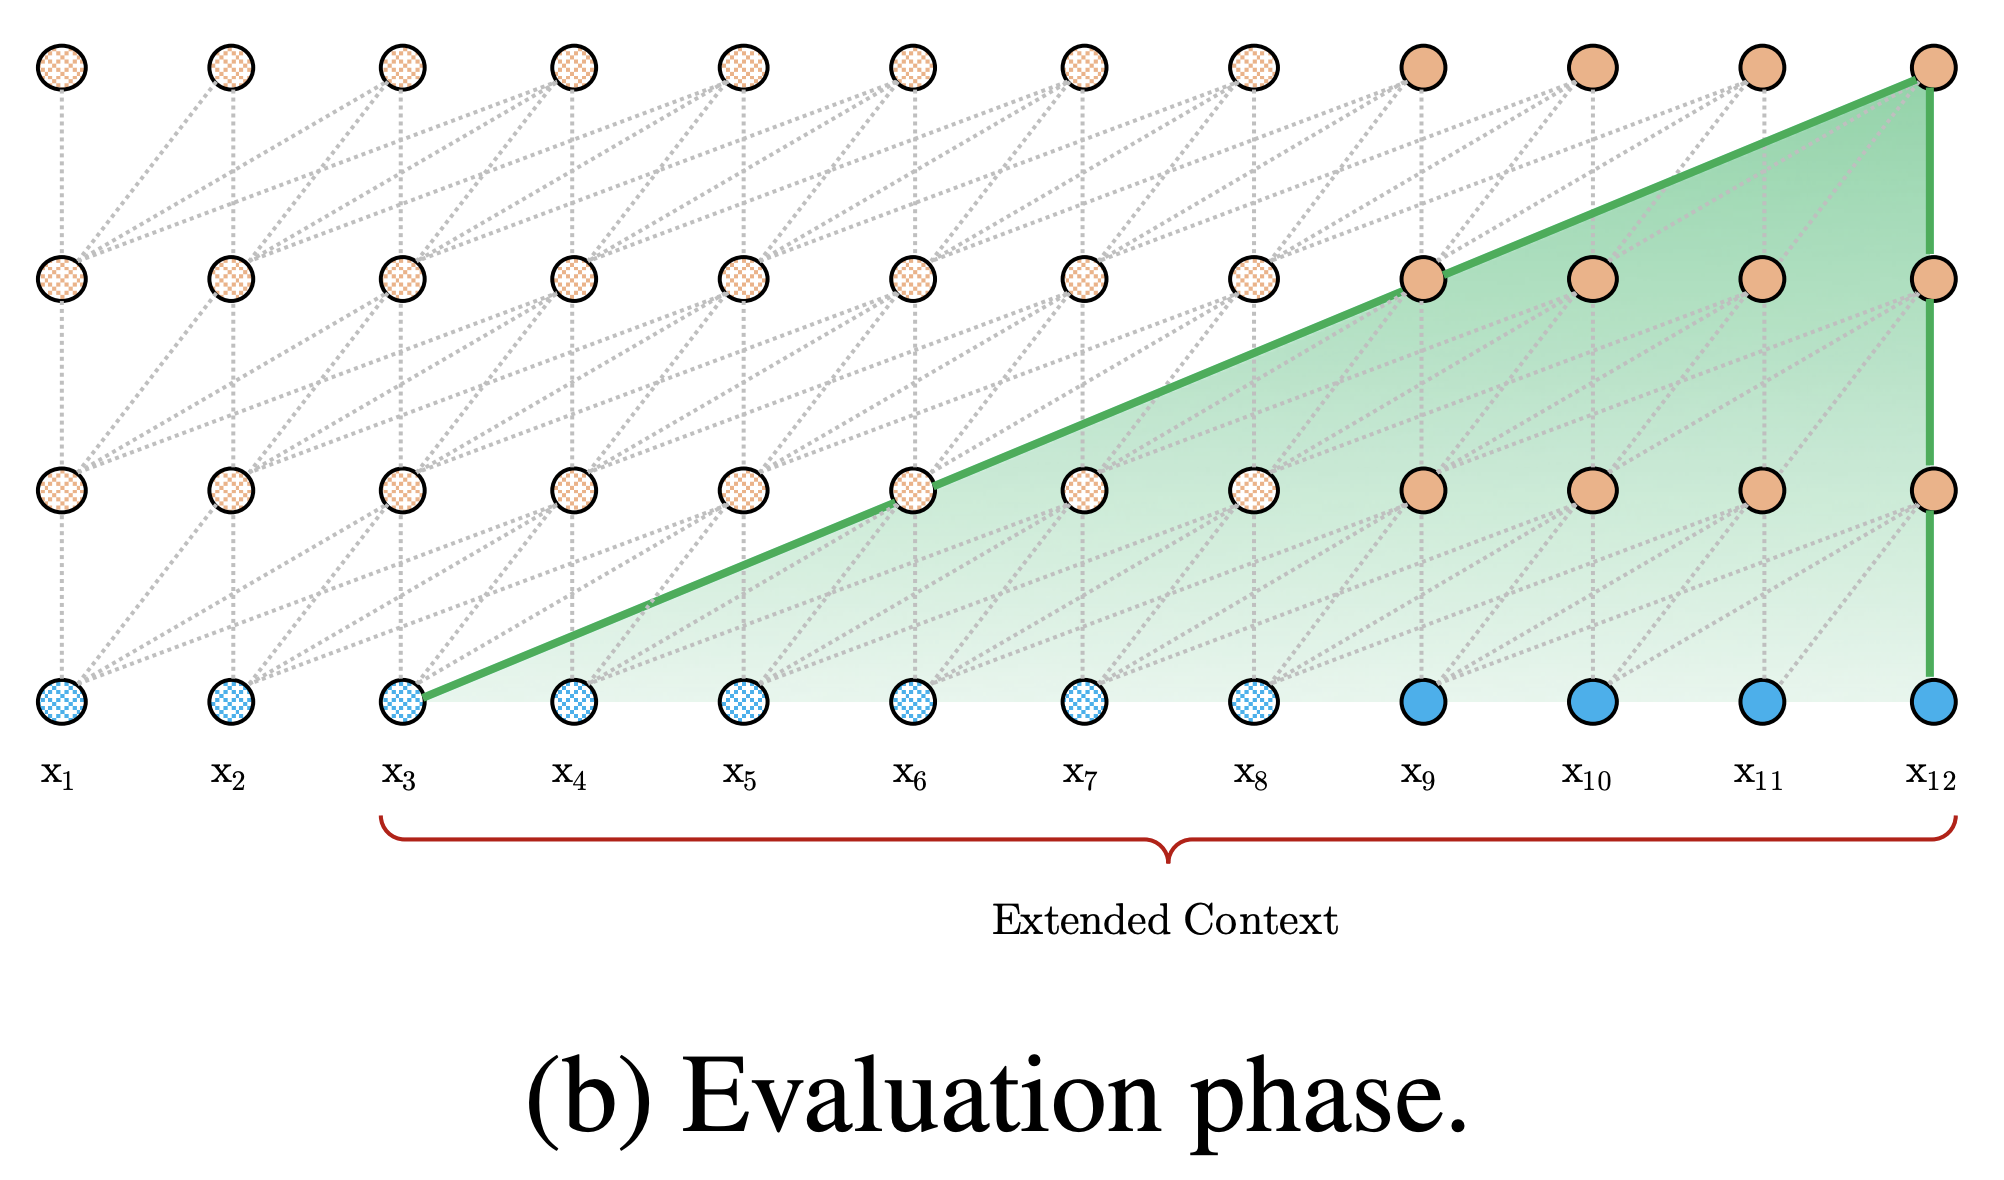 x₁ x₂ x₃ x₄ x₅ x₆ x₇ x₈ x₉ x₁₀ x₁₁ x₁₂
Extended Context
(b) Evaluation phase.